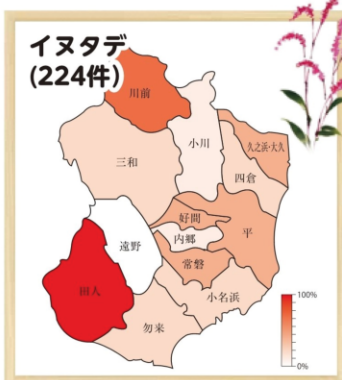 イヌタデ
(224件)
川前
小川
久之浜・大久
三和
四倉
好間
平
内郷
遠野
常磐
田人
小名浜
勿来
100%
0%